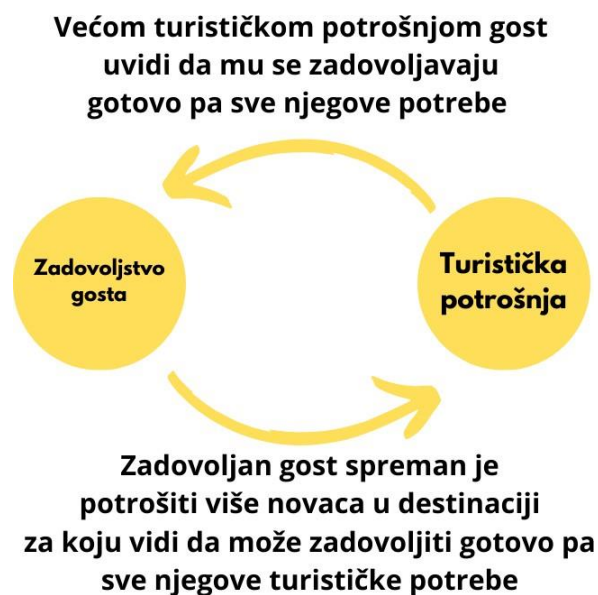 Većom turističkom potrošnjom gost
uvidi da mu se zadovoljavaju
gotovo pa sve njegove potrebe
Zadovoljstvo
gosta
Turistička
potrošnja
Zadovoljan gost spreman je
potrošiti više novaca u destinaciji
za koju vidi da može zadovoljiti gotovo pa
sve njegove turističke potrebe